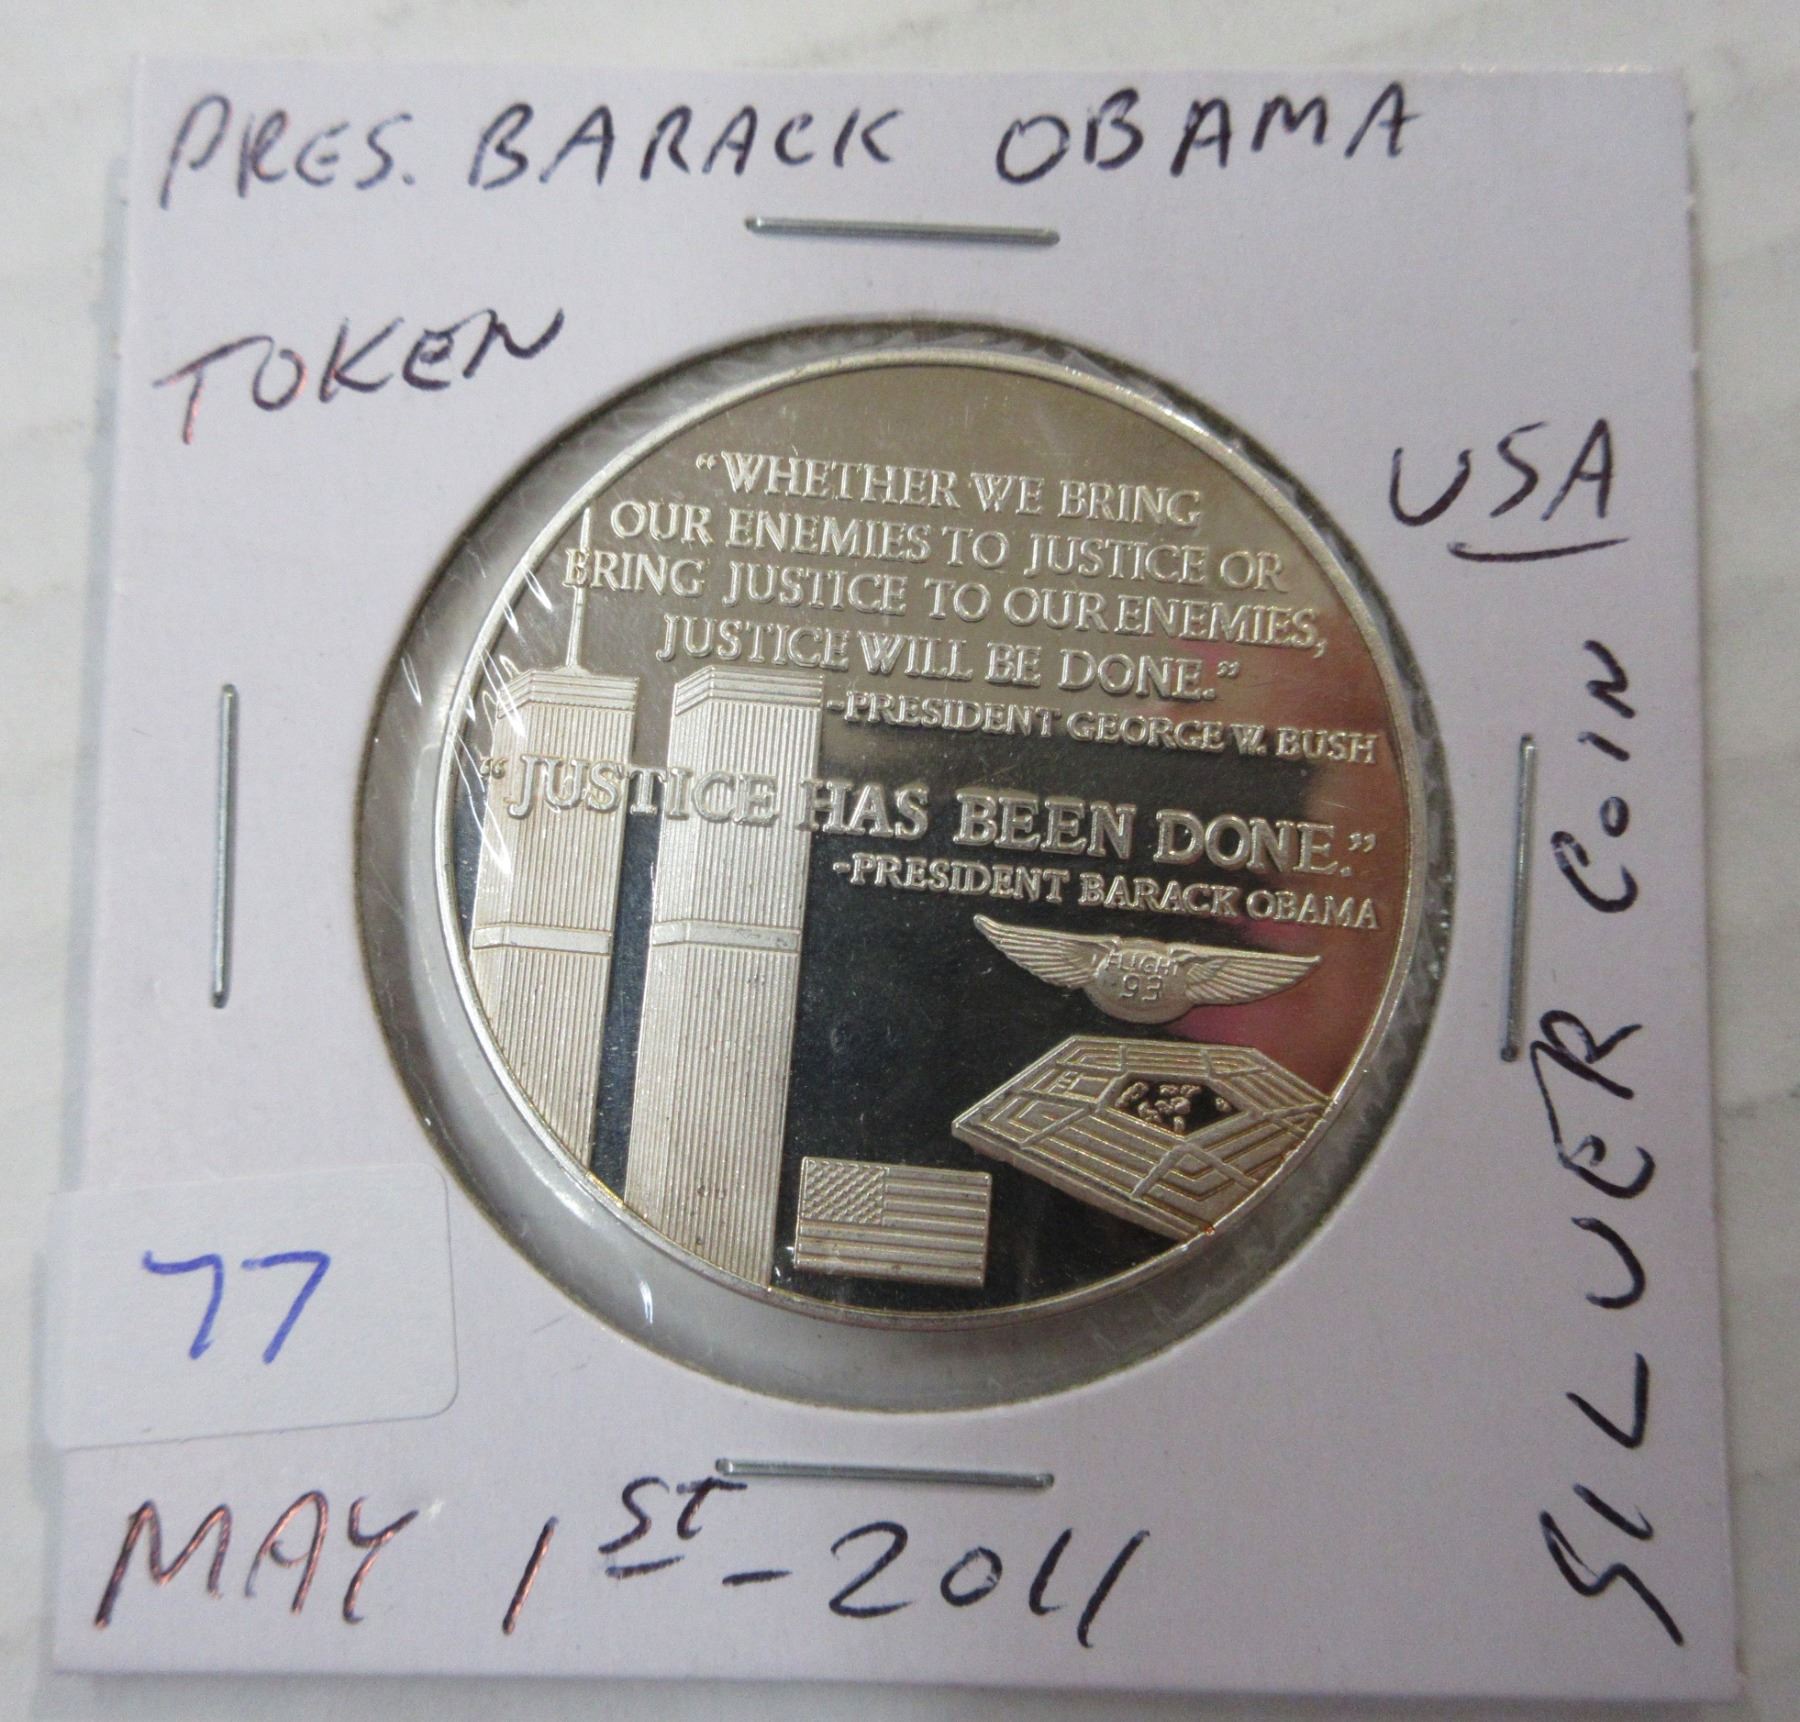 PRES. BARACK OBAMA
TOKEN
USA
SILVER COIN
"WHETHER WE BRING
OUR ENEMIES TO JUSTICE OR
BRING JUSTICE TO OUR ENEMIES,
JUSTICE WILL BE DONE."
-PRESIDENT GEORGE W. BUSH
"JUSTICE HAS BEEN DONE."
-PRESIDENT BARACK OBAMA
FLIGHT
93
77
MAY 1st - 2011